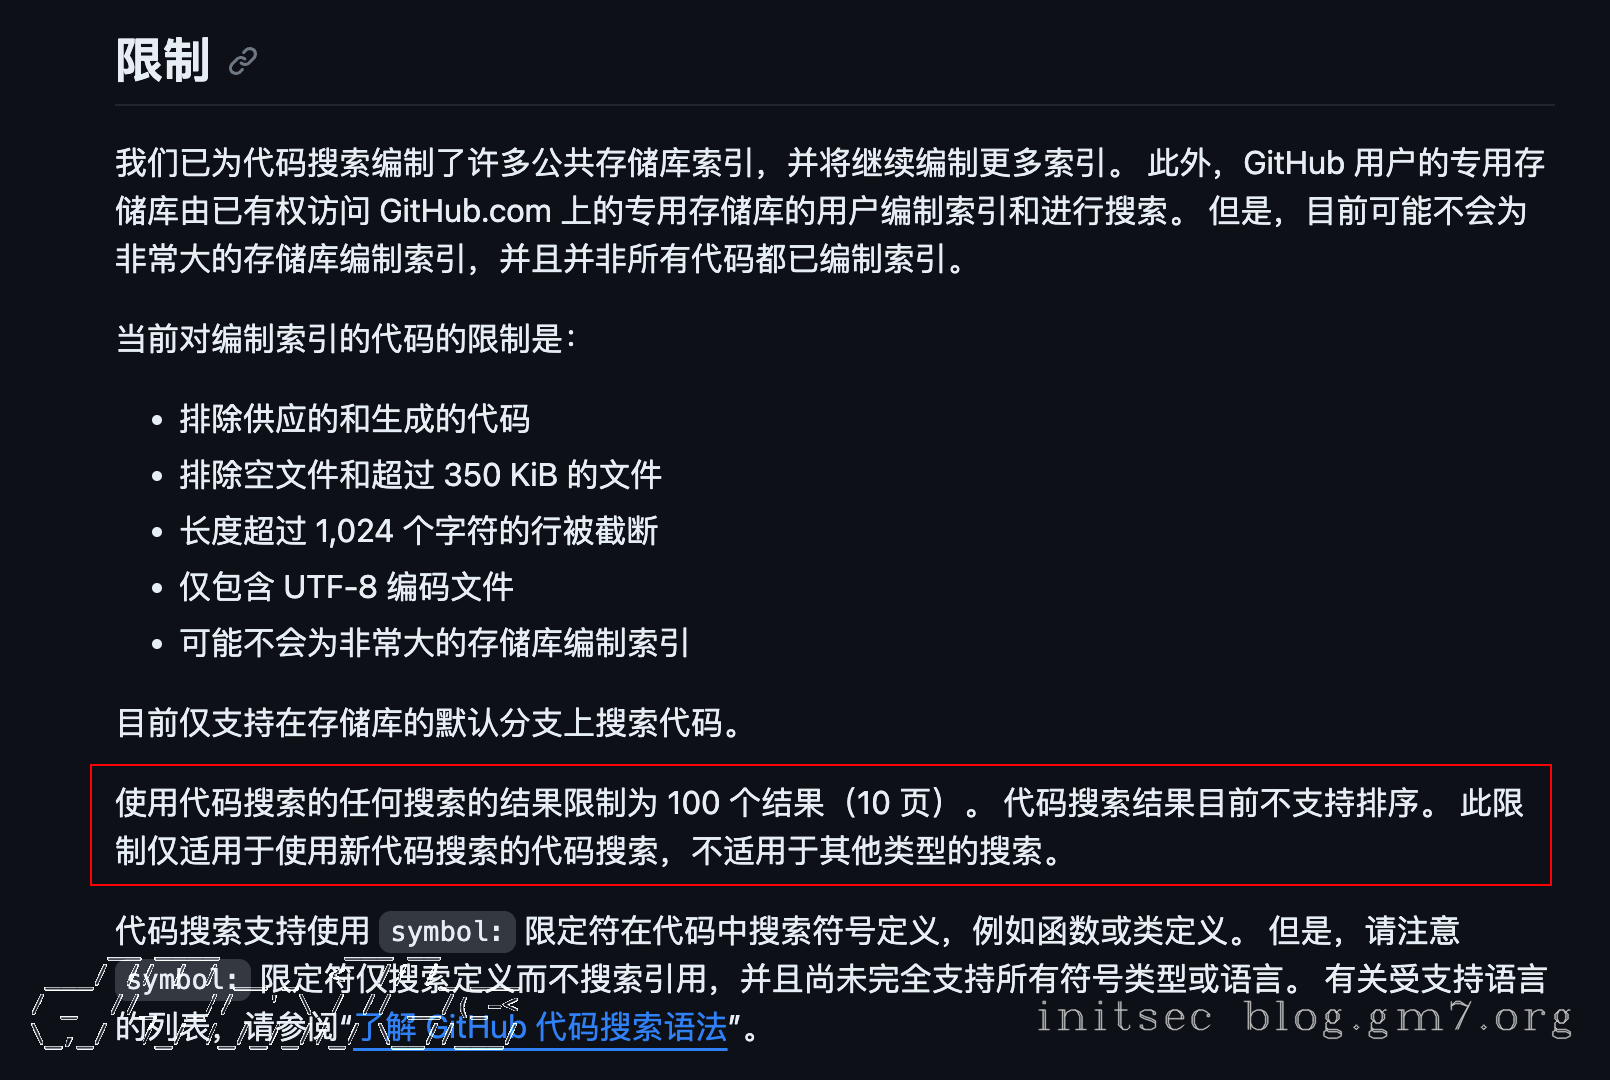 限制
我们已为代码搜索编制了许多公共存储库索引，并将继续编制更多索引。 此外，GitHub 用户的专用存
储库由已有权访问 GitHub.com 上的专用存储库的用户编制索引和进行搜索。 但是，目前可能不会为
非常大的存储库编制索引，并且并非所有代码都已编制索引。
当前对编制索引的代码的限制是：
• 排除供应的和生成的代码
• 排除空文件和超过 350 KiB 的文件
• 长度超过 1,024 个字符的行被截断
• 仅包含 UTF-8 编码文件
• 可能不会为非常大的存储库编制索引
目前仅支持在存储库的默认分支上搜索代码。
使用代码搜索的任何搜索的结果限制为 100 个结果（10 页）。 代码搜索结果目前不支持排序。 此限
制仅适用于使用新代码搜索的代码搜索，不适用于其他类型的搜索。
代码搜索支持使用 symbol: 限定符在代码中搜索符号定义，例如函数或类定义。 但是，请注意
symbol: 限定符仅搜索定义而不搜索引用，并且尚未完全支持所有符号类型或语言。 有关受支持语言
的列表，请参阅“了解 GitHub 代码搜索语法”。
initsec blog.gm7.org